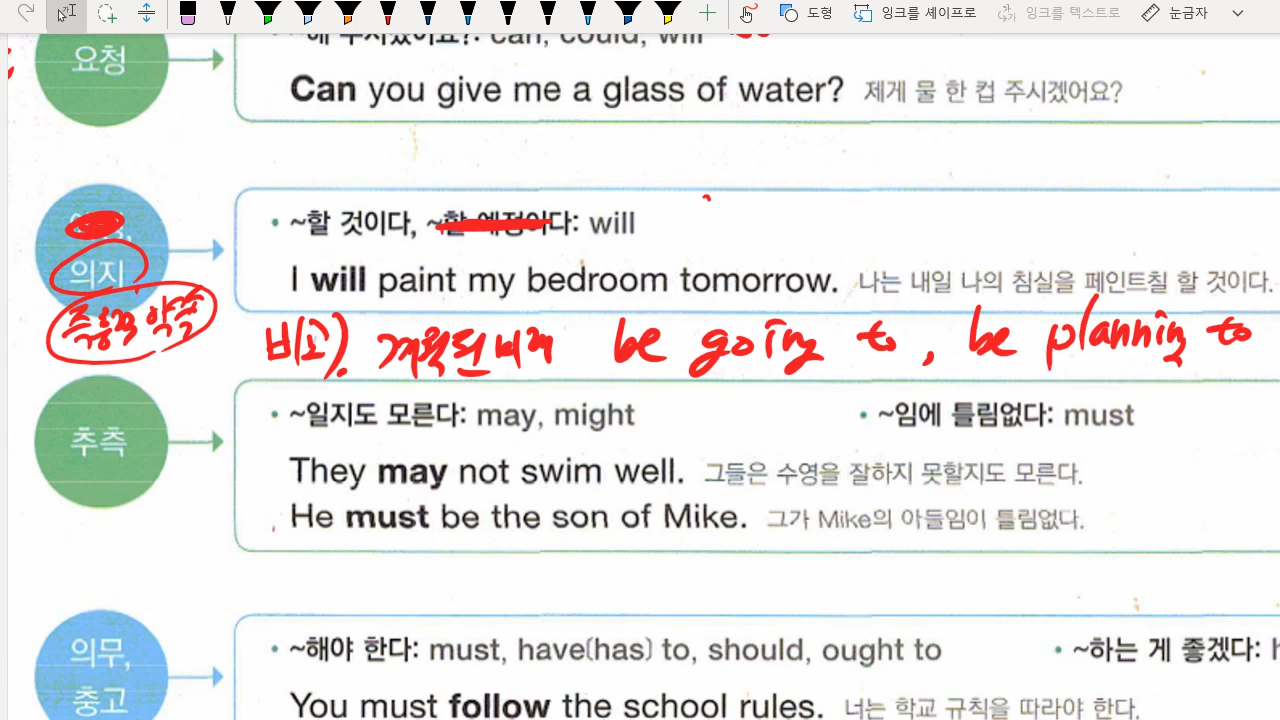 도형 잉크를 셰이프로 잉크를 텍스트로 눈금자
요청
~해 주시겠어요?: can, could, will
Can you give me a glass of water? 제게 물 한 컵 주시겠어요?
의지
• ~할 것이다, ~할 예정이다: will
I will paint my bedroom tomorrow. 나는 내일 나의 침실을 페인트칠 할 것이다.
즉흥적 약속
비교). 계획된 미래 be going to, be planning to
추측
• ~일지도 모른다: may, might • ~임에 틀림없다: must
They may not swim well. 그들은 수영을 잘하지 못할지도 모른다.
He must be the son of Mike. 그가 Mike의 아들임이 틀림없다.
의무,
충고
• ~해야 한다: must, have(has) to, should, ought to • ~하는 게 좋겠다: h
You must follow the school rules. 너는 학교 규칙을 따라야 한다.